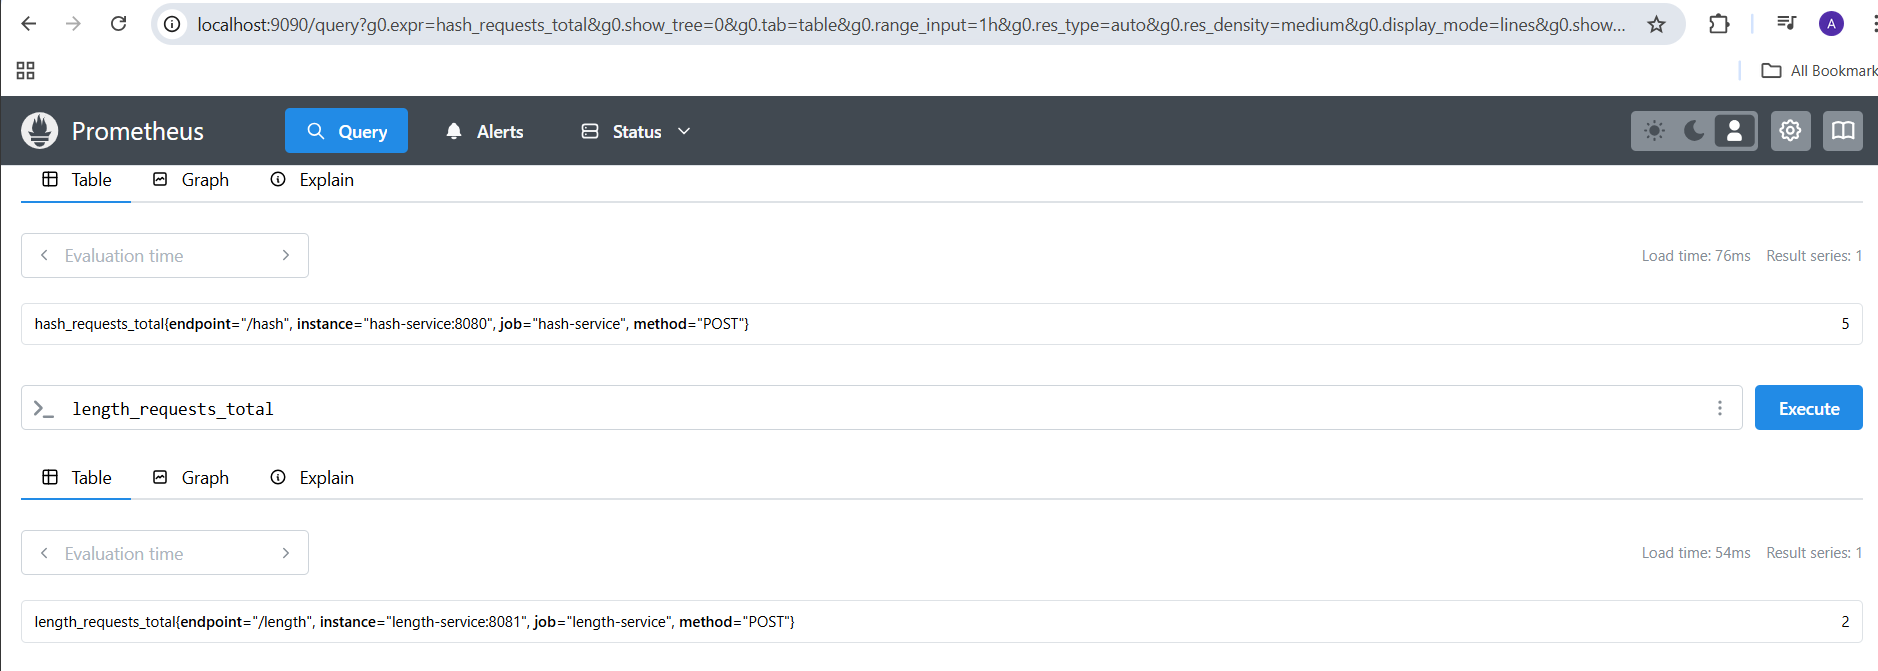 localhost:9090/query?g0.expr=hash_requests_total&g0.show_tree=0&g0.tab=table&g0.range_input=1h&g0.res_type=auto&g0.res_density=medium&g0.display_mode=lines&g0.show...
A
All Bookmark
Prometheus Query Alerts Status
Table Graph Explain
Evaluation time Load time: 76ms Result series: 1
hash_requests_total{endpoint="/hash", instance="hash-service:8080", job="hash-service", method="POST"} 5
>_ length_requests_total Execute
Table Graph Explain
Evaluation time Load time: 54ms Result series: 1
length_requests_total{endpoint="/length", instance="length-service:8081", job="length-service", method="POST"} 2